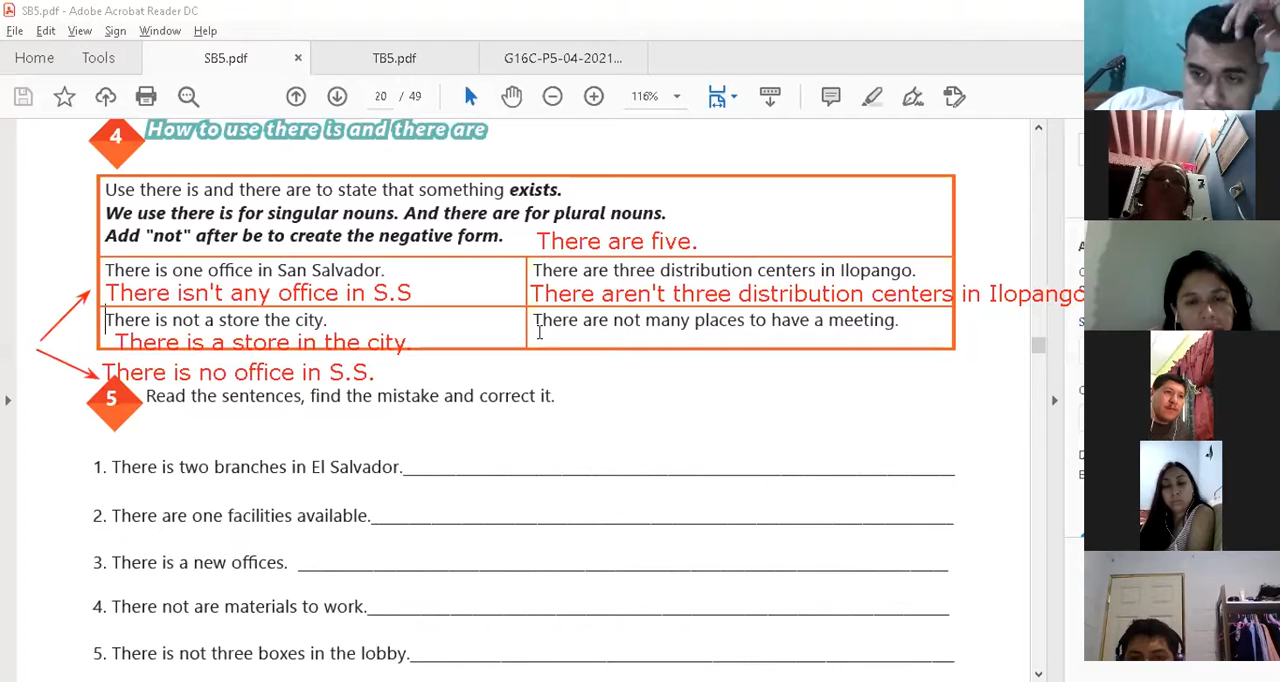 SB5.pdf - Adobe Acrobat Reader DC
File Edit View Sign Window Help
Home Tools SB5.pdf × TB5.pdf G16C-P5-04-2021...
20 / 49 116%
4 How to use there is and there are
Use there is and there are to state that something exists.
We use there is for singular nouns. And there are for plural nouns.
Add "not" after be to create the negative form.
There are five.
There is one office in San Salvador.
There isn't any office in S.S
There are three distribution centers in Ilopango.
There aren't three distribution centers in Ilopango
There is not a store the city.
There is a store in the city.
There are not many places to have a meeting.
There is no office in S.S.
5 Read the sentences, find the mistake and correct it.
1. There is two branches in El Salvador.
2. There are one facilities available.
3. There is a new offices.
4. There not are materials to work.
5. There is not three boxes in the lobby.